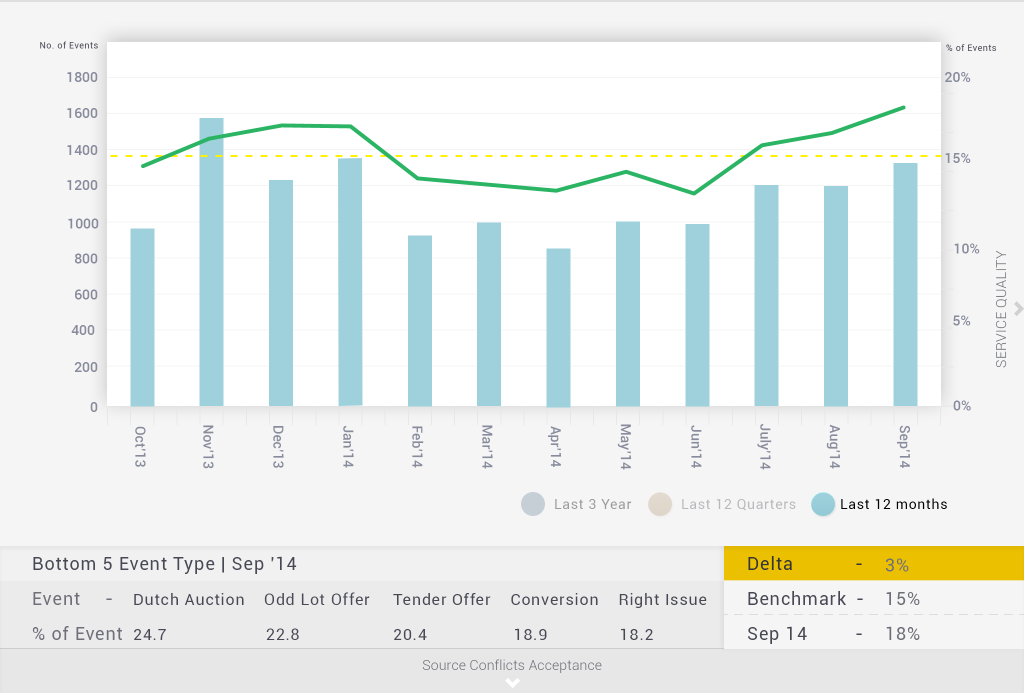 No. of Events
% of Events
1800
1600
1400
1200
1000
800
600
400
200
0
20%
15%
10%
5%
0%
SERVICE QUALITY
Oct'13
Nov'13
Dec'13
Jan'14
Feb'14
Mar'14
Apr'14
May'14
Jun'14
July'14
Aug'14
Sep'14
Last 3 Year
Last 12 Quarters
Last 12 months
Bottom 5 Event Type | Sep '14
Event - Dutch Auction Odd Lot Offer Tender Offer Conversion Right Issue
% of Event 24.7 22.8 20.4 18.9 18.2
Delta - 3%
Benchmark - 15%
Sep 14 - 18%
Source Conflicts Acceptance